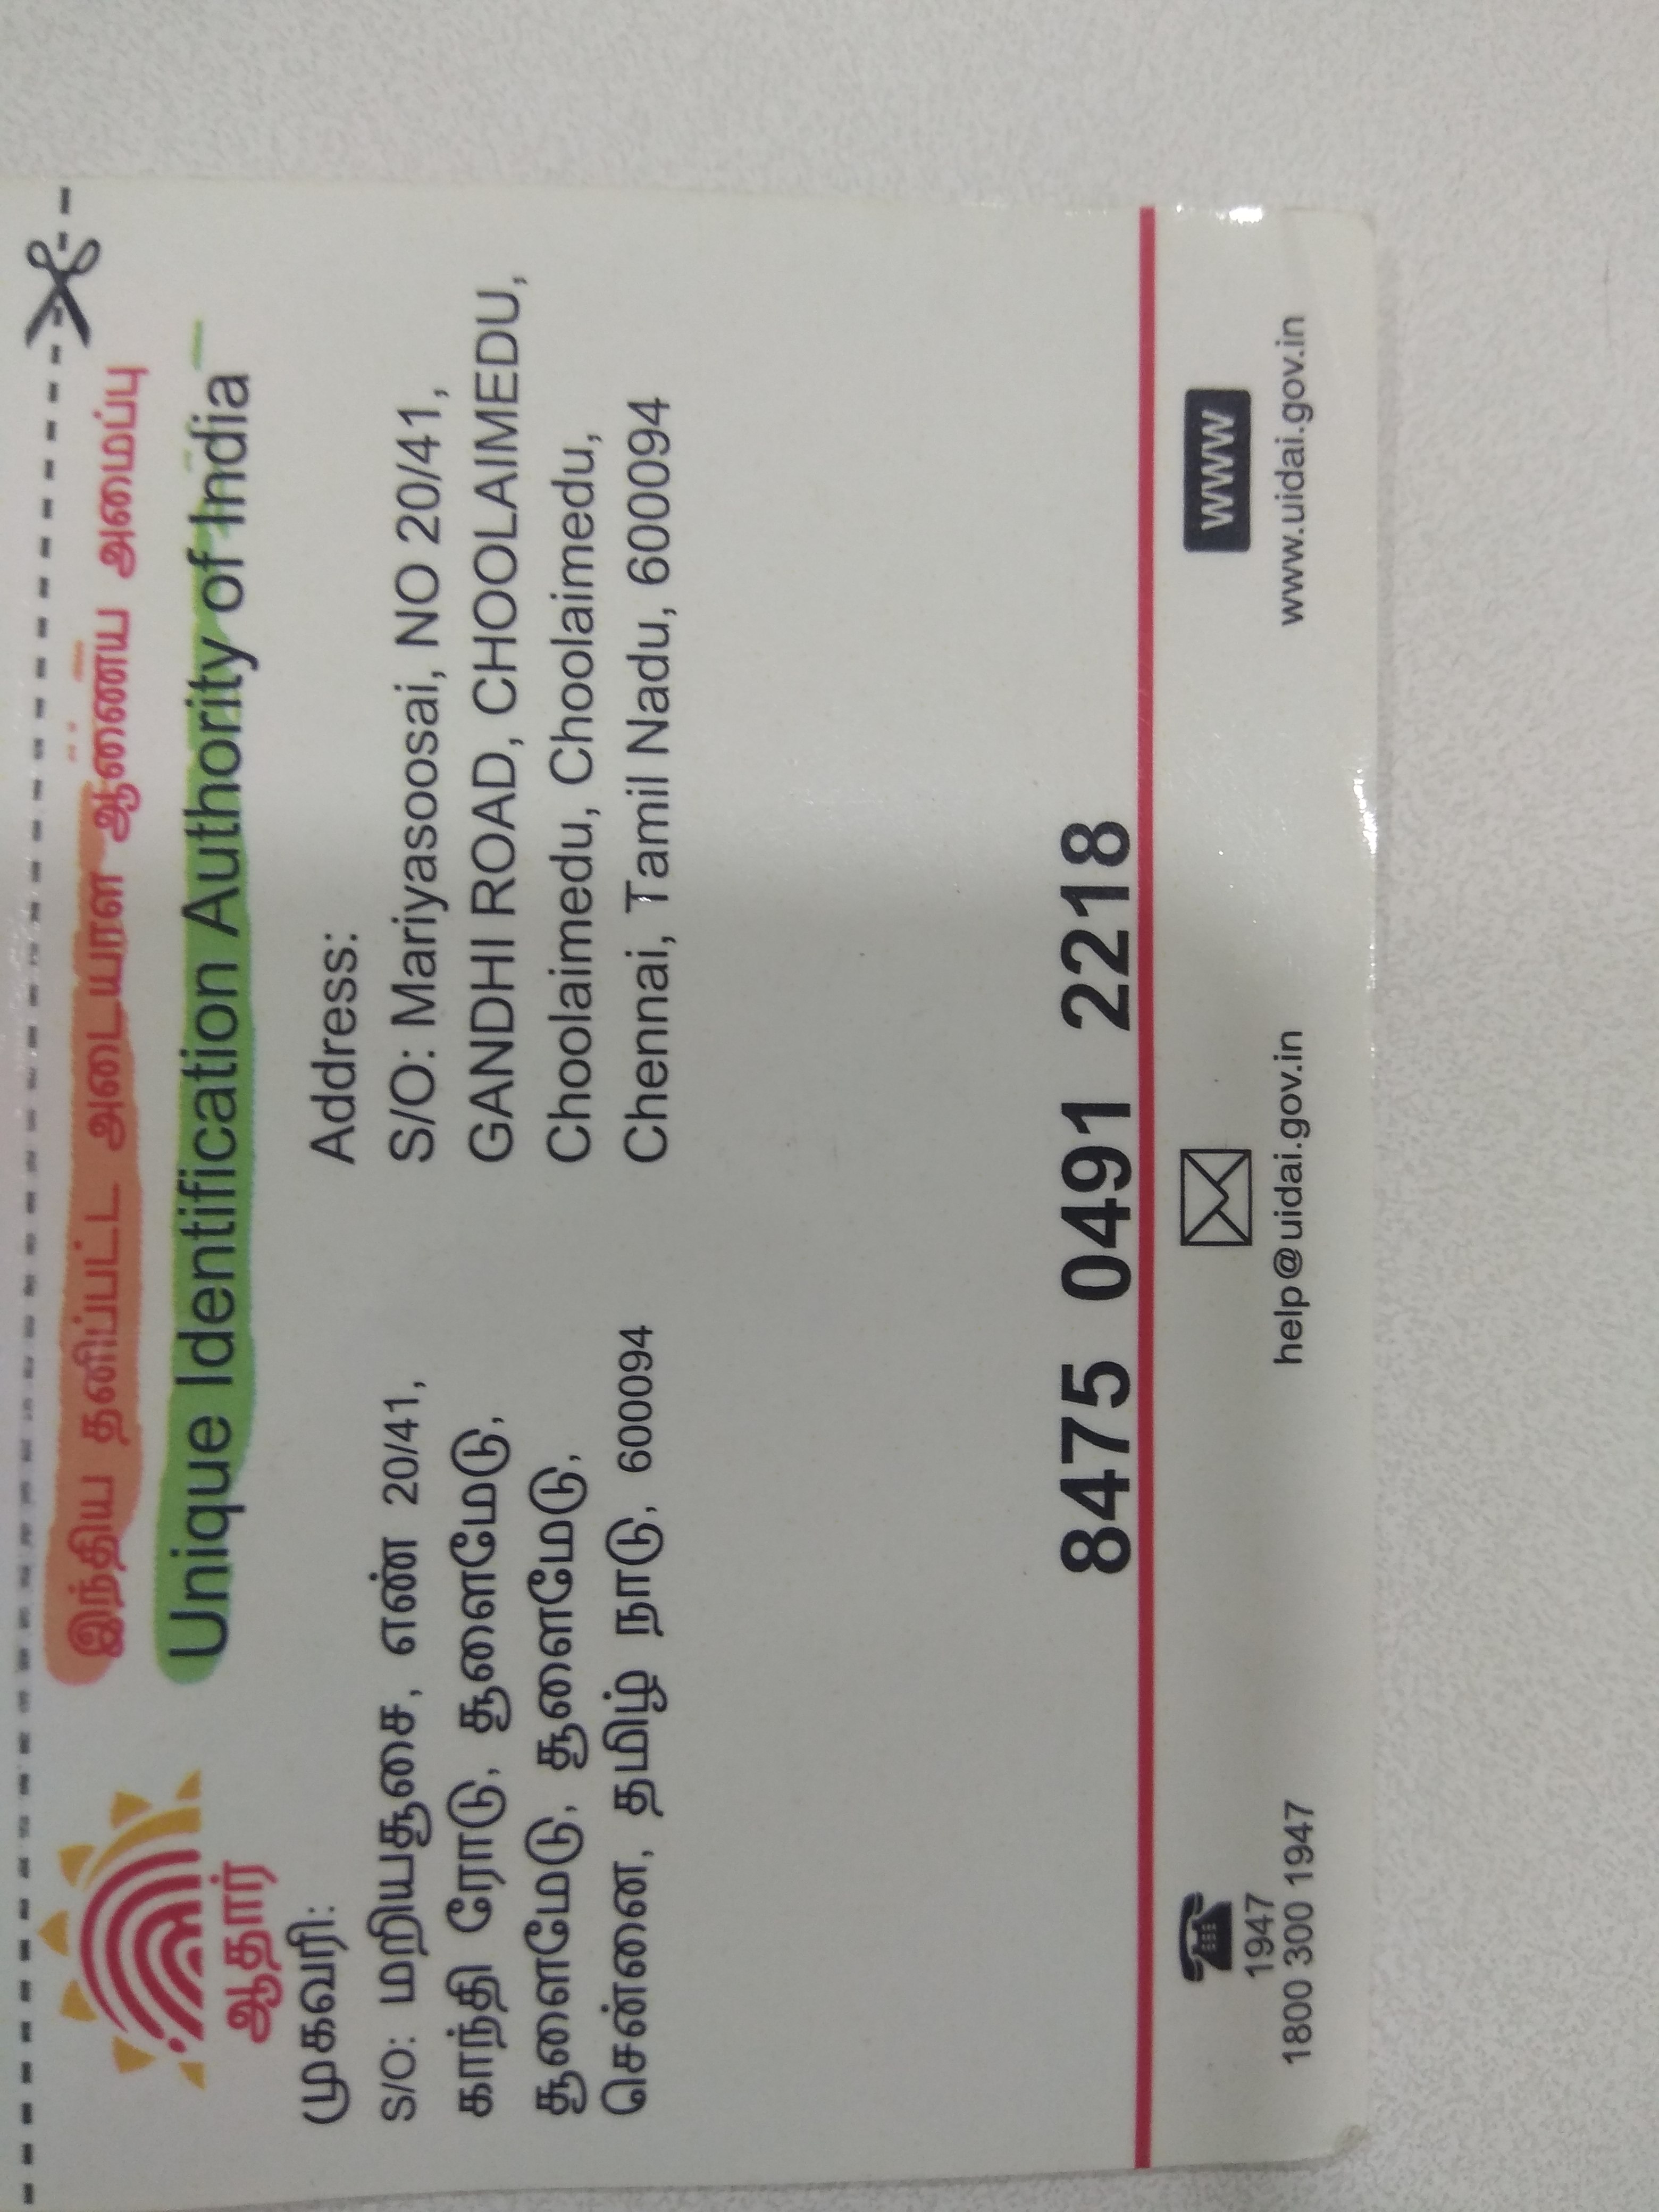 இந்திய தனிப்பட்ட அடையாள ஆணைய அமைப்பு
Unique Identification Authority of India
ஆதார்
முகவரி:
S/O: மறியசூசை, எண் 20/41,
காந்தி ரோடு, சூளைமேடு,
சூளைமேடு, சூளைமேடு,
சென்னை, தமிழ் நாடு, 600094
Address:
S/O: Mariyasoosai, NO 20/41,
GANDHI ROAD, CHOOLAIMEDU,
Choolaimedu, Choolaimedu,
Chennai, Tamil Nadu, 600094
8475 0491 2218
1947
1800 300 1947
help@uidai.gov.in
WWW
www.uidai.gov.in